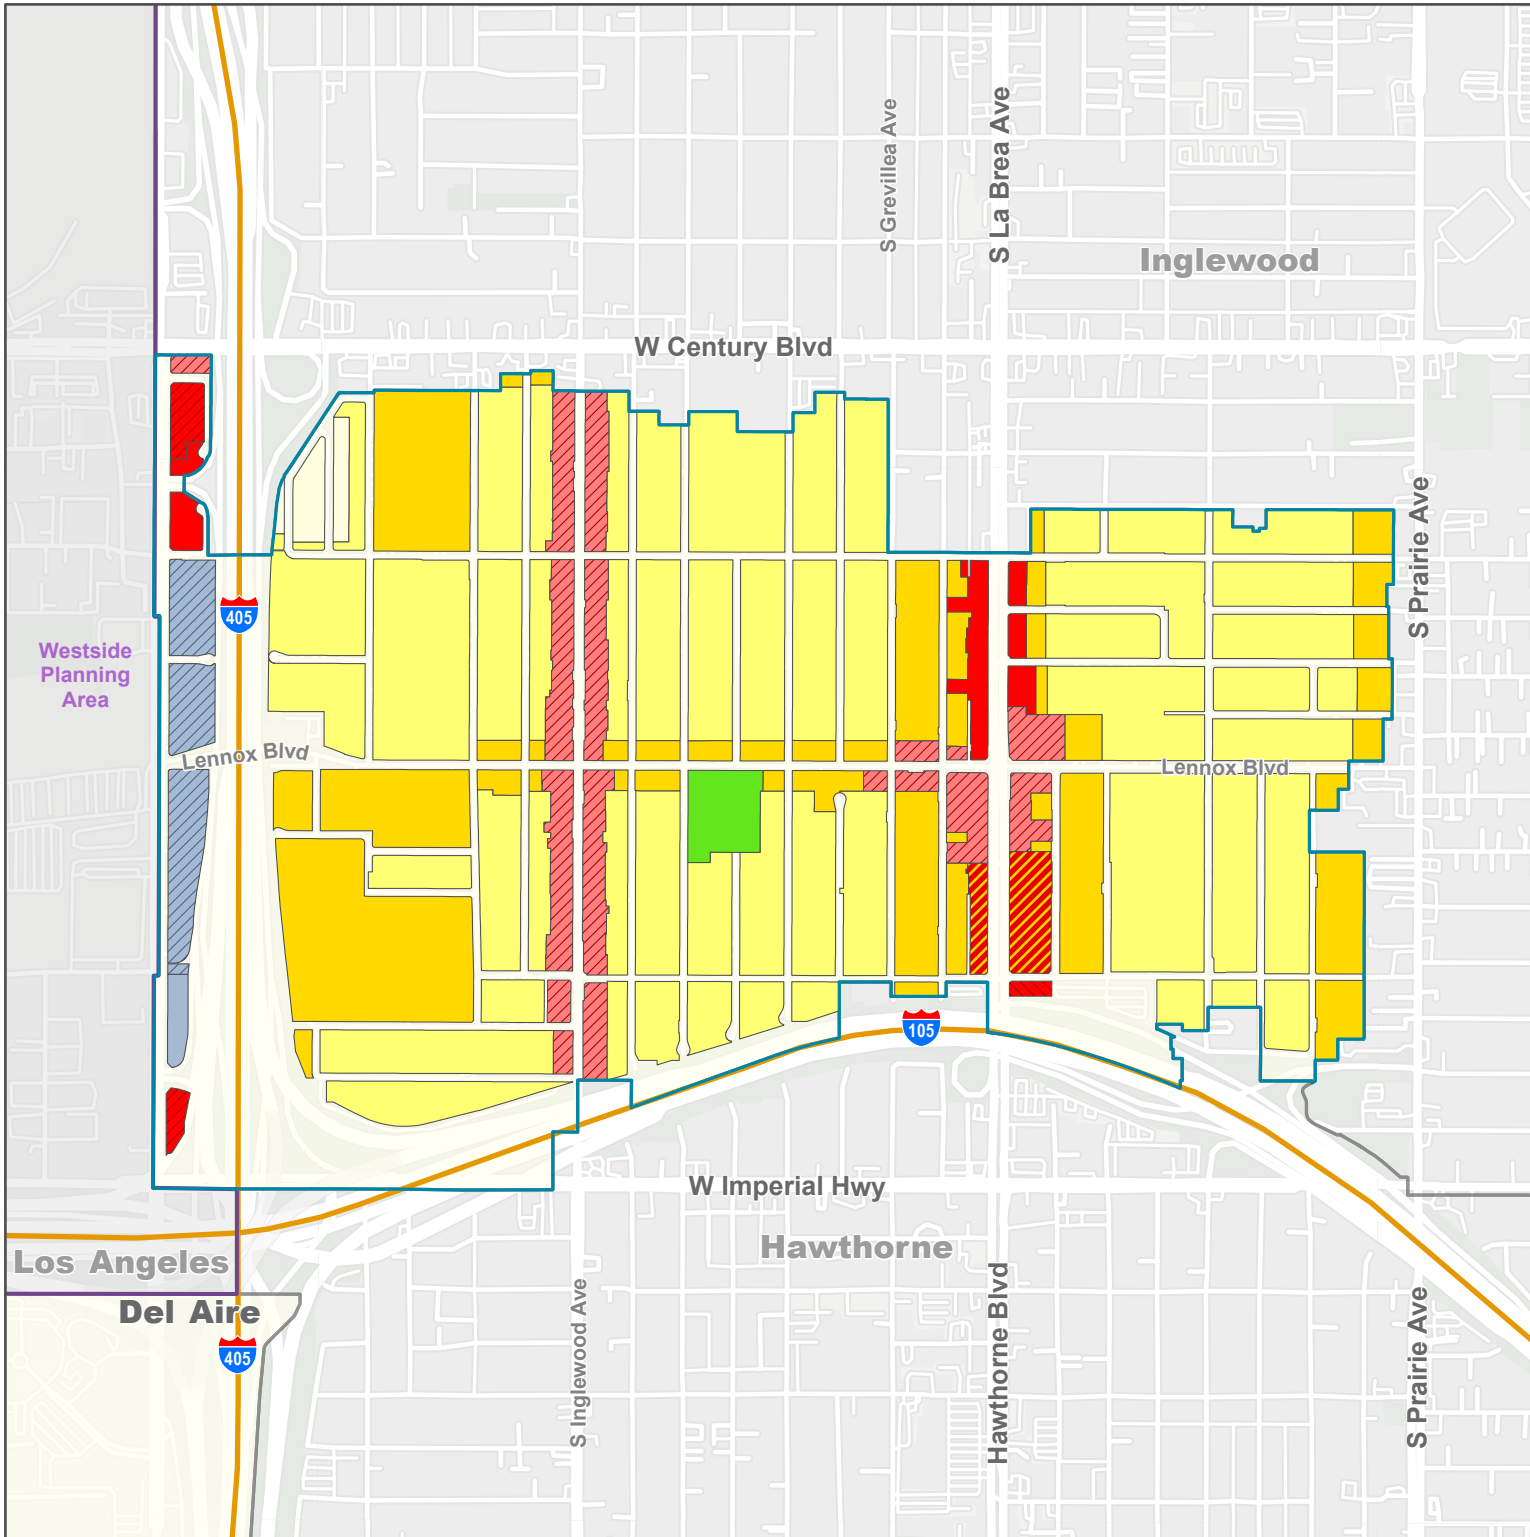 S Grevillea Ave
S La Brea Ave
Inglewood
W Century Blvd
S Prairie Ave
405
Westside
Planning
Area
Lennox Blvd
Lennox Blvd
105
W Imperial Hwy
Hawthorne
Los Angeles
Del Aire
405
S Inglewood Ave
Hawthorne Blvd
S Prairie Ave